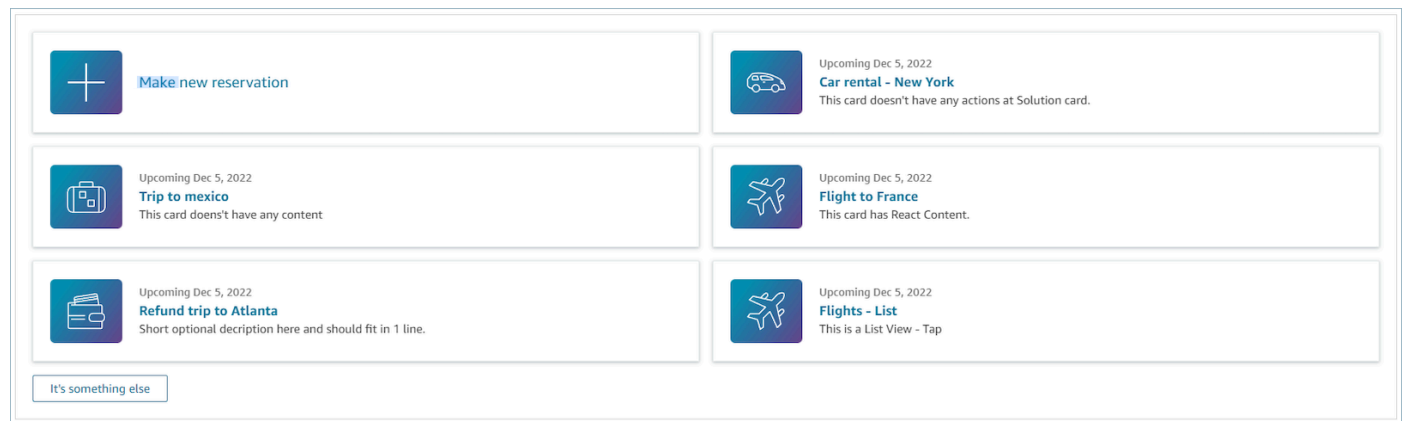 Make new reservation
Upcoming Dec 5, 2022
Car rental - New York
This card doesn't have any actions at Solution card.
Upcoming Dec 5, 2022
Trip to mexico
This card doens't have any content
Upcoming Dec 5, 2022
Flight to France
This card has React Content.
Upcoming Dec 5, 2022
Refund trip to Atlanta
Short optional decription here and should fit in 1 line.
Upcoming Dec 5, 2022
Flights - List
This is a List View - Tap
It's something else